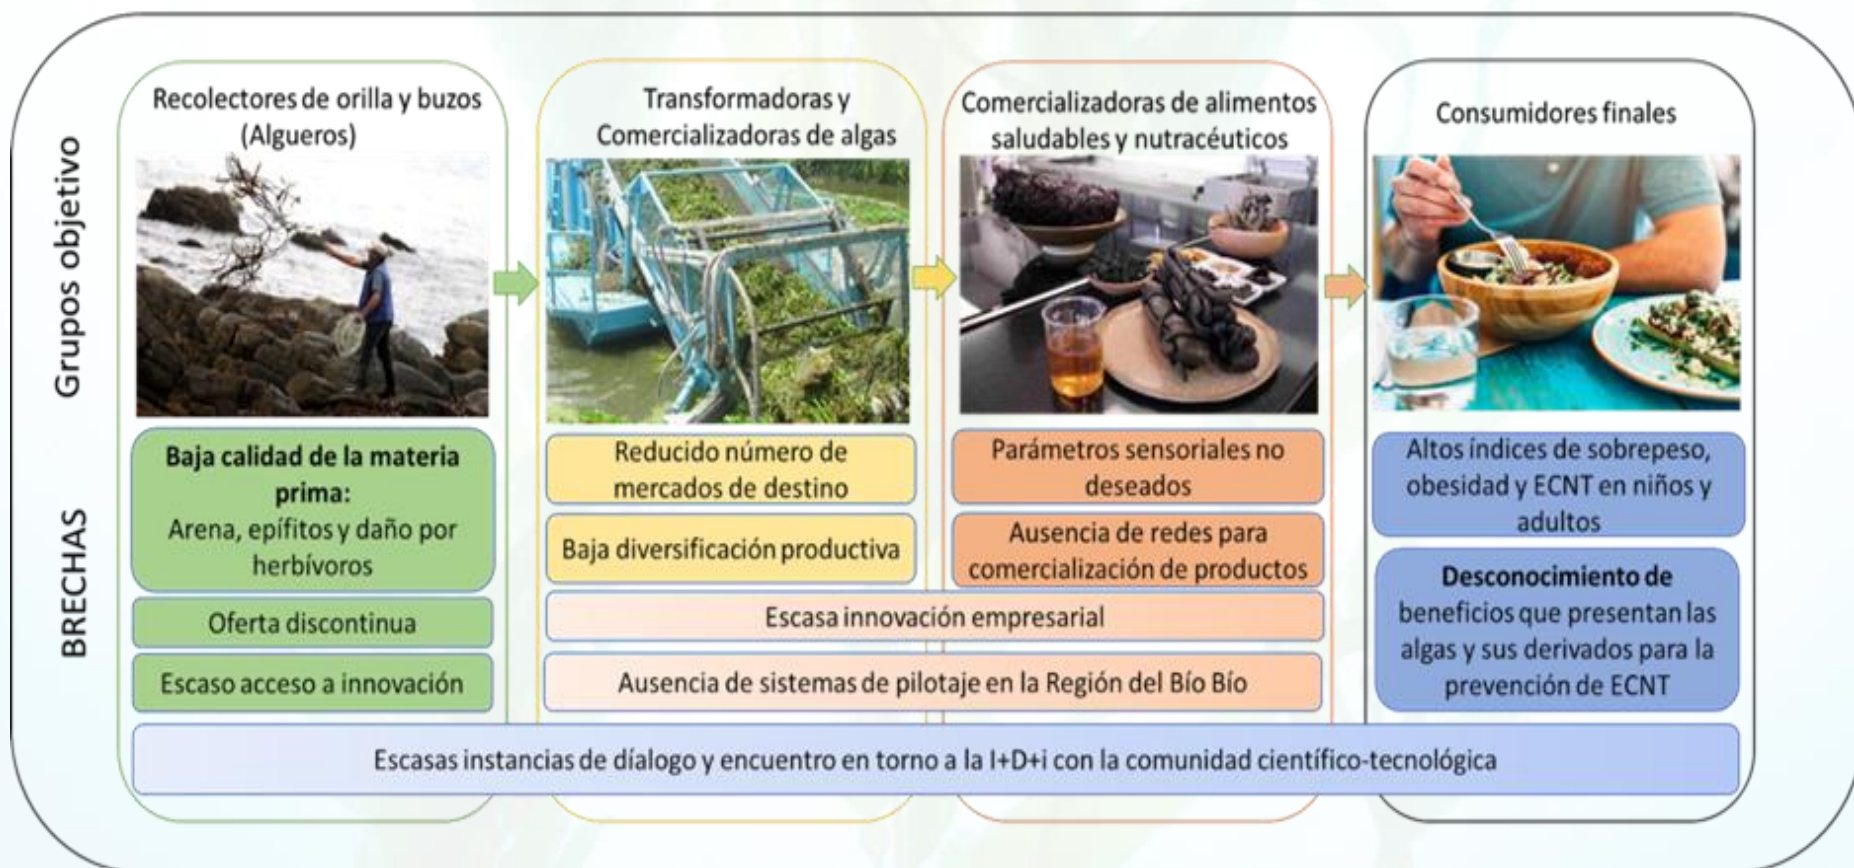 Grupos objetivo
Recolectores de orilla y buzos
(Algueros)
Transformadoras y
Comercializadoras de algas
Comercializadoras de alimentos
saludables y nutracéuticos
Consumidores finales
BRECHAS
Baja calidad de la materia
prima:
Arena, epífitos y daño por
herbívoros
Oferta discontinua
Escaso acceso a innovación
Reducido número de
mercados de destino
Baja diversificación productiva
Parámetros sensoriales no
deseados
Ausencia de redes para
comercialización de productos
Escasa innovación empresarial
Ausencia de sistemas de pilotaje en la Región del Bío Bío
Altos índices de sobrepeso,
obesidad y ECNT en niños y
adultos
Desconocimiento de
beneficios que presentan las
algas y sus derivados para la
prevención de ECNT
Escasas instancias de díalogo y encuentro en torno a la I+D+i con la comunidad científico-tecnológica